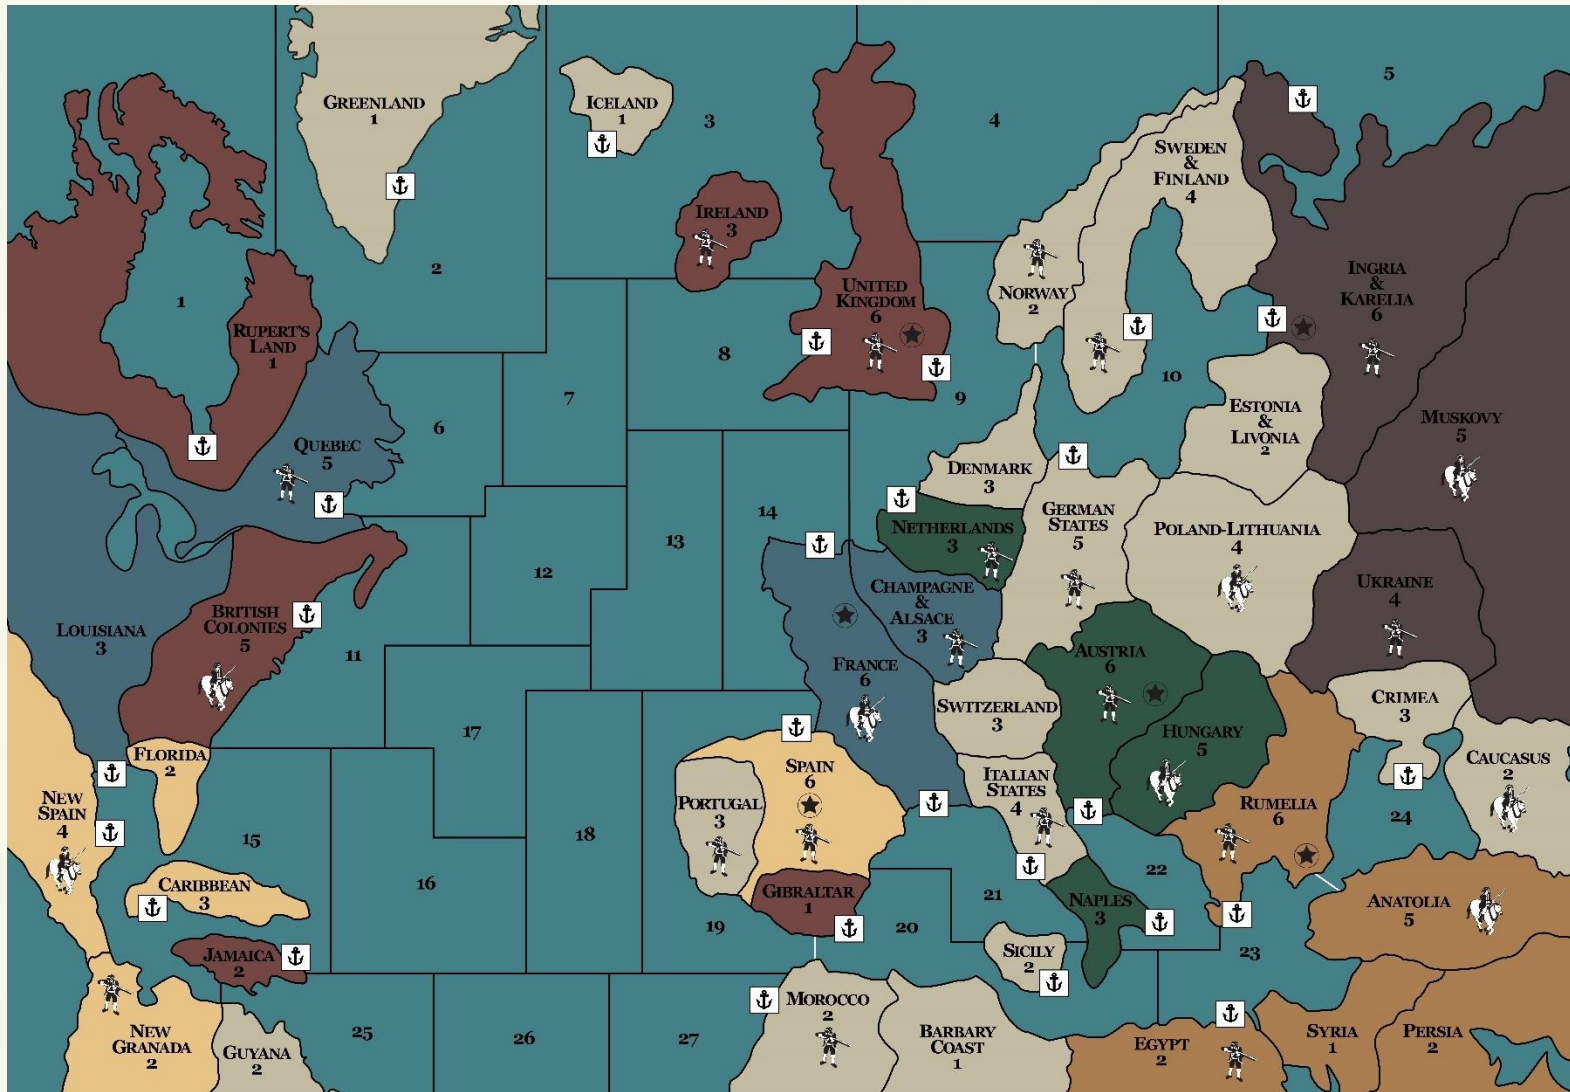 GREENLAND
1
ICELAND
1
3
4
5
SWEDEN
&
FINLAND
4
IRELAND
3
2
1
RUPERT'S
LAND
1
UNITED
KINGDOM
6
NORWAY
2
INGRIA
&
KARELIA
6
8
7
9
10
6
QUEBEC
5
ESTONIA
&
LIVONIA
2
MUSKOVY
5
DENMARK
3
NETHERLANDS
3
GERMAN
STATES
5
POLAND-LITHUANIA
4
14
13
12
CHAMPAGNE
&
ALSACE
3
UKRAINE
4
BRITISH
COLONIES
5
LOUISIANA
3
11
FRANCE
6
AUSTRIA
6
SWITZERLAND
3
CRIMEA
3
17
HUNGARY
5
FLORIDA
2
SPAIN
6
ITALIAN
STATES
4
CAUCASUS
2
NEW
SPAIN
4
PORTUGAL
3
RUMELIA
6
24
15
18
16
CARIBBEAN
3
GIBRALTAR
1
22
21
NAPLES
3
ANATOLIA
5
19
20
JAMAICA
2
SICILY
2
23
MOROCCO
2
NEW
GRANADA
2
GUYANA
2
25
26
27
BARBARY
COAST
1
EGYPT
2
SYRIA
1
PERSIA
2